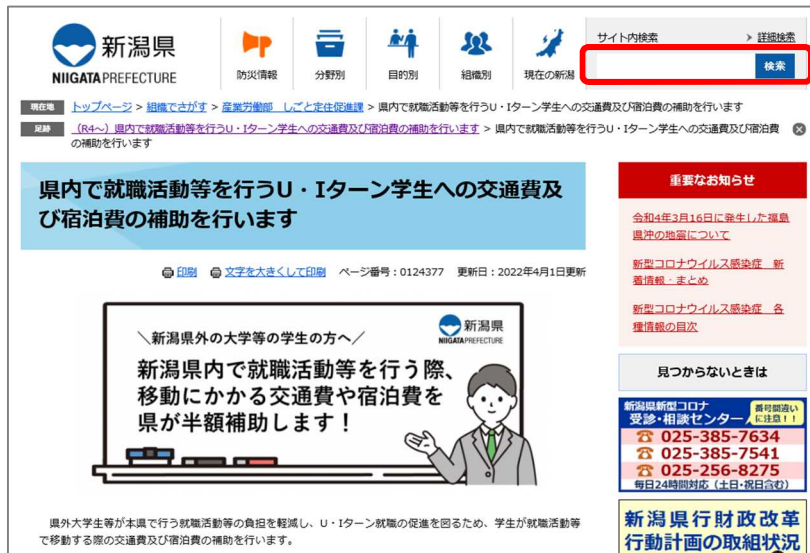 新潟県
NIIGATA PREFECTURE
防災情報
分野別
目的別
組織別
現在の新潟
サイト内検索
詳細検索
検索
現在地 トップページ > 組織でさがす > 産業労働部 しごと定住促進課 > 県内で就職活動等を行うU・Iターン学生への交通費及び宿泊費の補助を行います
足跡 （R4～）県内で就職活動等を行うU・Iターン学生への交通費及び宿泊費の補助を行います > 県内で就職活動等を行うU・Iターン学生への交通費及び宿泊費
の補助を行います
県内で就職活動等を行うU・Iターン学生への交通費及
び宿泊費の補助を行います
印刷 文字を大きくして印刷 ページ番号：0124377 更新日：2022年4月1日更新
＼新潟県外の大学等の学生の方へ／
新潟県
NIIGATA PREFECTURE
新潟県内で就職活動等を行う際、
移動にかかる交通費や宿泊費を
県が半額補助します！
県外大学生等が本県で行う就職活動等の負担を軽減し、U・Iターン就職の促進を図るため、学生が就職活動等
で移動する際の交通費及び宿泊費の補助を行います。
重要なお知らせ
令和4年3月16日に発生した福島
県沖の地震について
新型コロナウイルス感染症 新
着情報・まとめ
新型コロナウイルス感染症 各
種情報の目次
見つからないときは
新潟県新型コロナ
受診・相談センター
番号間違い
に注意！！
025-385-7634
025-385-7541
025-256-8275
毎日24時間対応（土日・祝日含む）
新潟県行財政改革
行動計画の取組状況